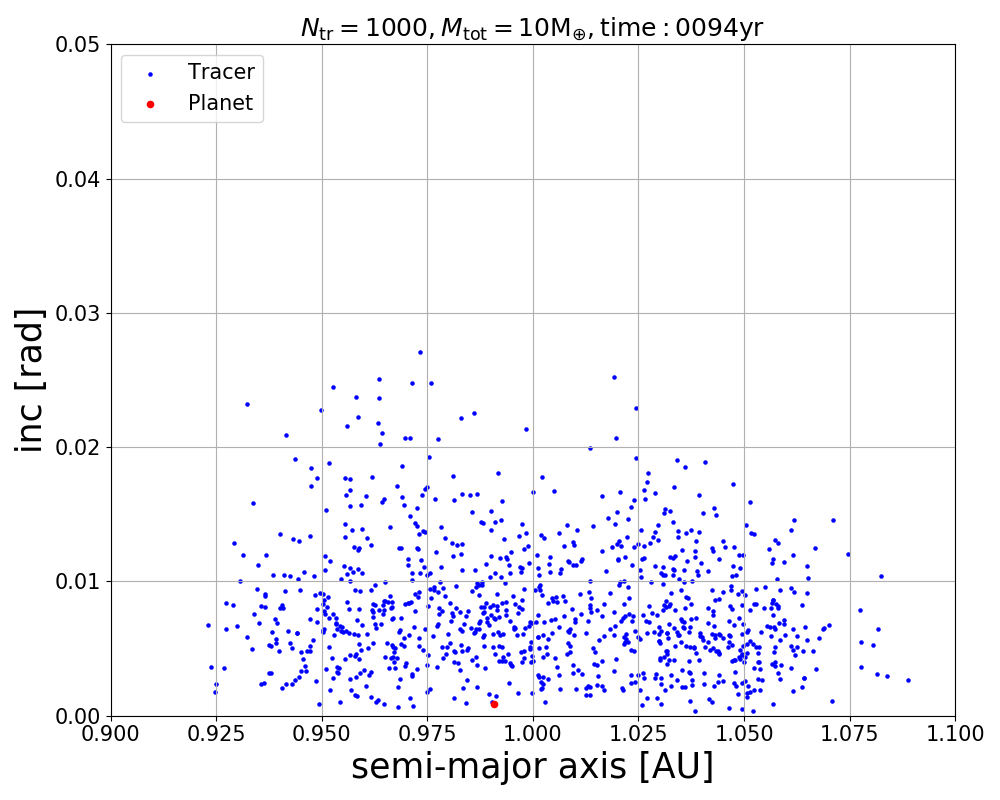 N_tr = 1000, M_tot = 10M_⊕, time : 0094yr
Tracer
Planet
0.05
0.04
0.03
0.02
0.01
0.00
inc [rad]
0.900 0.925 0.950 0.975 1.000 1.025 1.050 1.075 1.100
semi-major axis [AU]